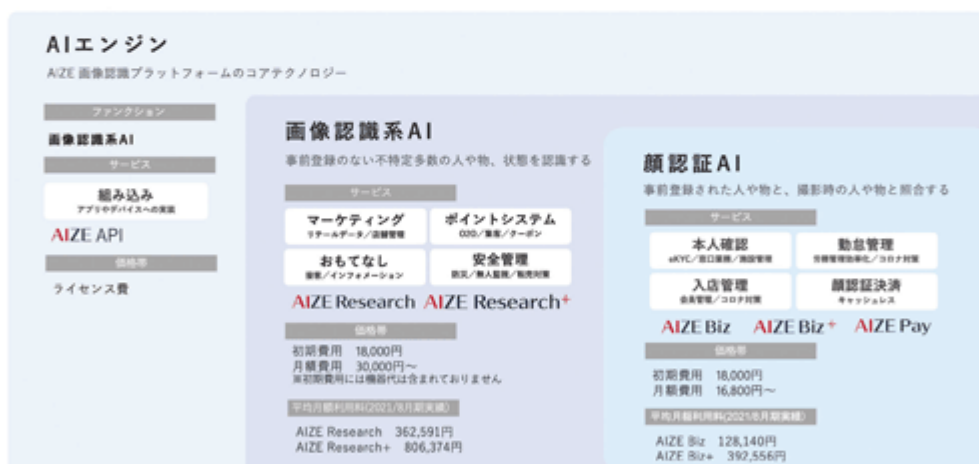 AIエンジン
AIZE 画像認識プラットフォームのコアテクノロジー
ファンクション
画像認識系AI
サービス
組み込み
アプリやデバイスへの実装
AIZE API
価格帯
ライセンス費
画像認識系AI
事前登録のない不特定多数の人や物、状態を認識する
サービス
マーケティング
リテールデータ/店舗管理
ポイントシステム
O2O/集客/クーポン
おもてなし
接客/インフォメーション
安全管理
防災/無人監視/転売対策
AIZE Research
AIZE Research+
価格帯
初期費用 18,000円
月額費用 30,000円〜
※初期費用には機器代は含まれておりません
平均月額利用料(2021/8月期実績)
AIZE Research 362,591円
AIZE Research+ 806,374円
顔認証AI
事前登録された人や物と、撮影時の人や物と照合する
サービス
本人確認
eKYC/窓口業務/施設管理
勤怠管理
労務管理効率化/コロナ対策
入店管理
会員管理/コロナ対策
顔認証決済
キャッシュレス
AIZE Biz
AIZE Biz+
AIZE Pay
価格帯
初期費用 18,000円
月額費用 16,800円〜
平均月額利用料(2021/8月期実績)
AIZE Biz 128,140円
AIZE Biz+ 392,556円